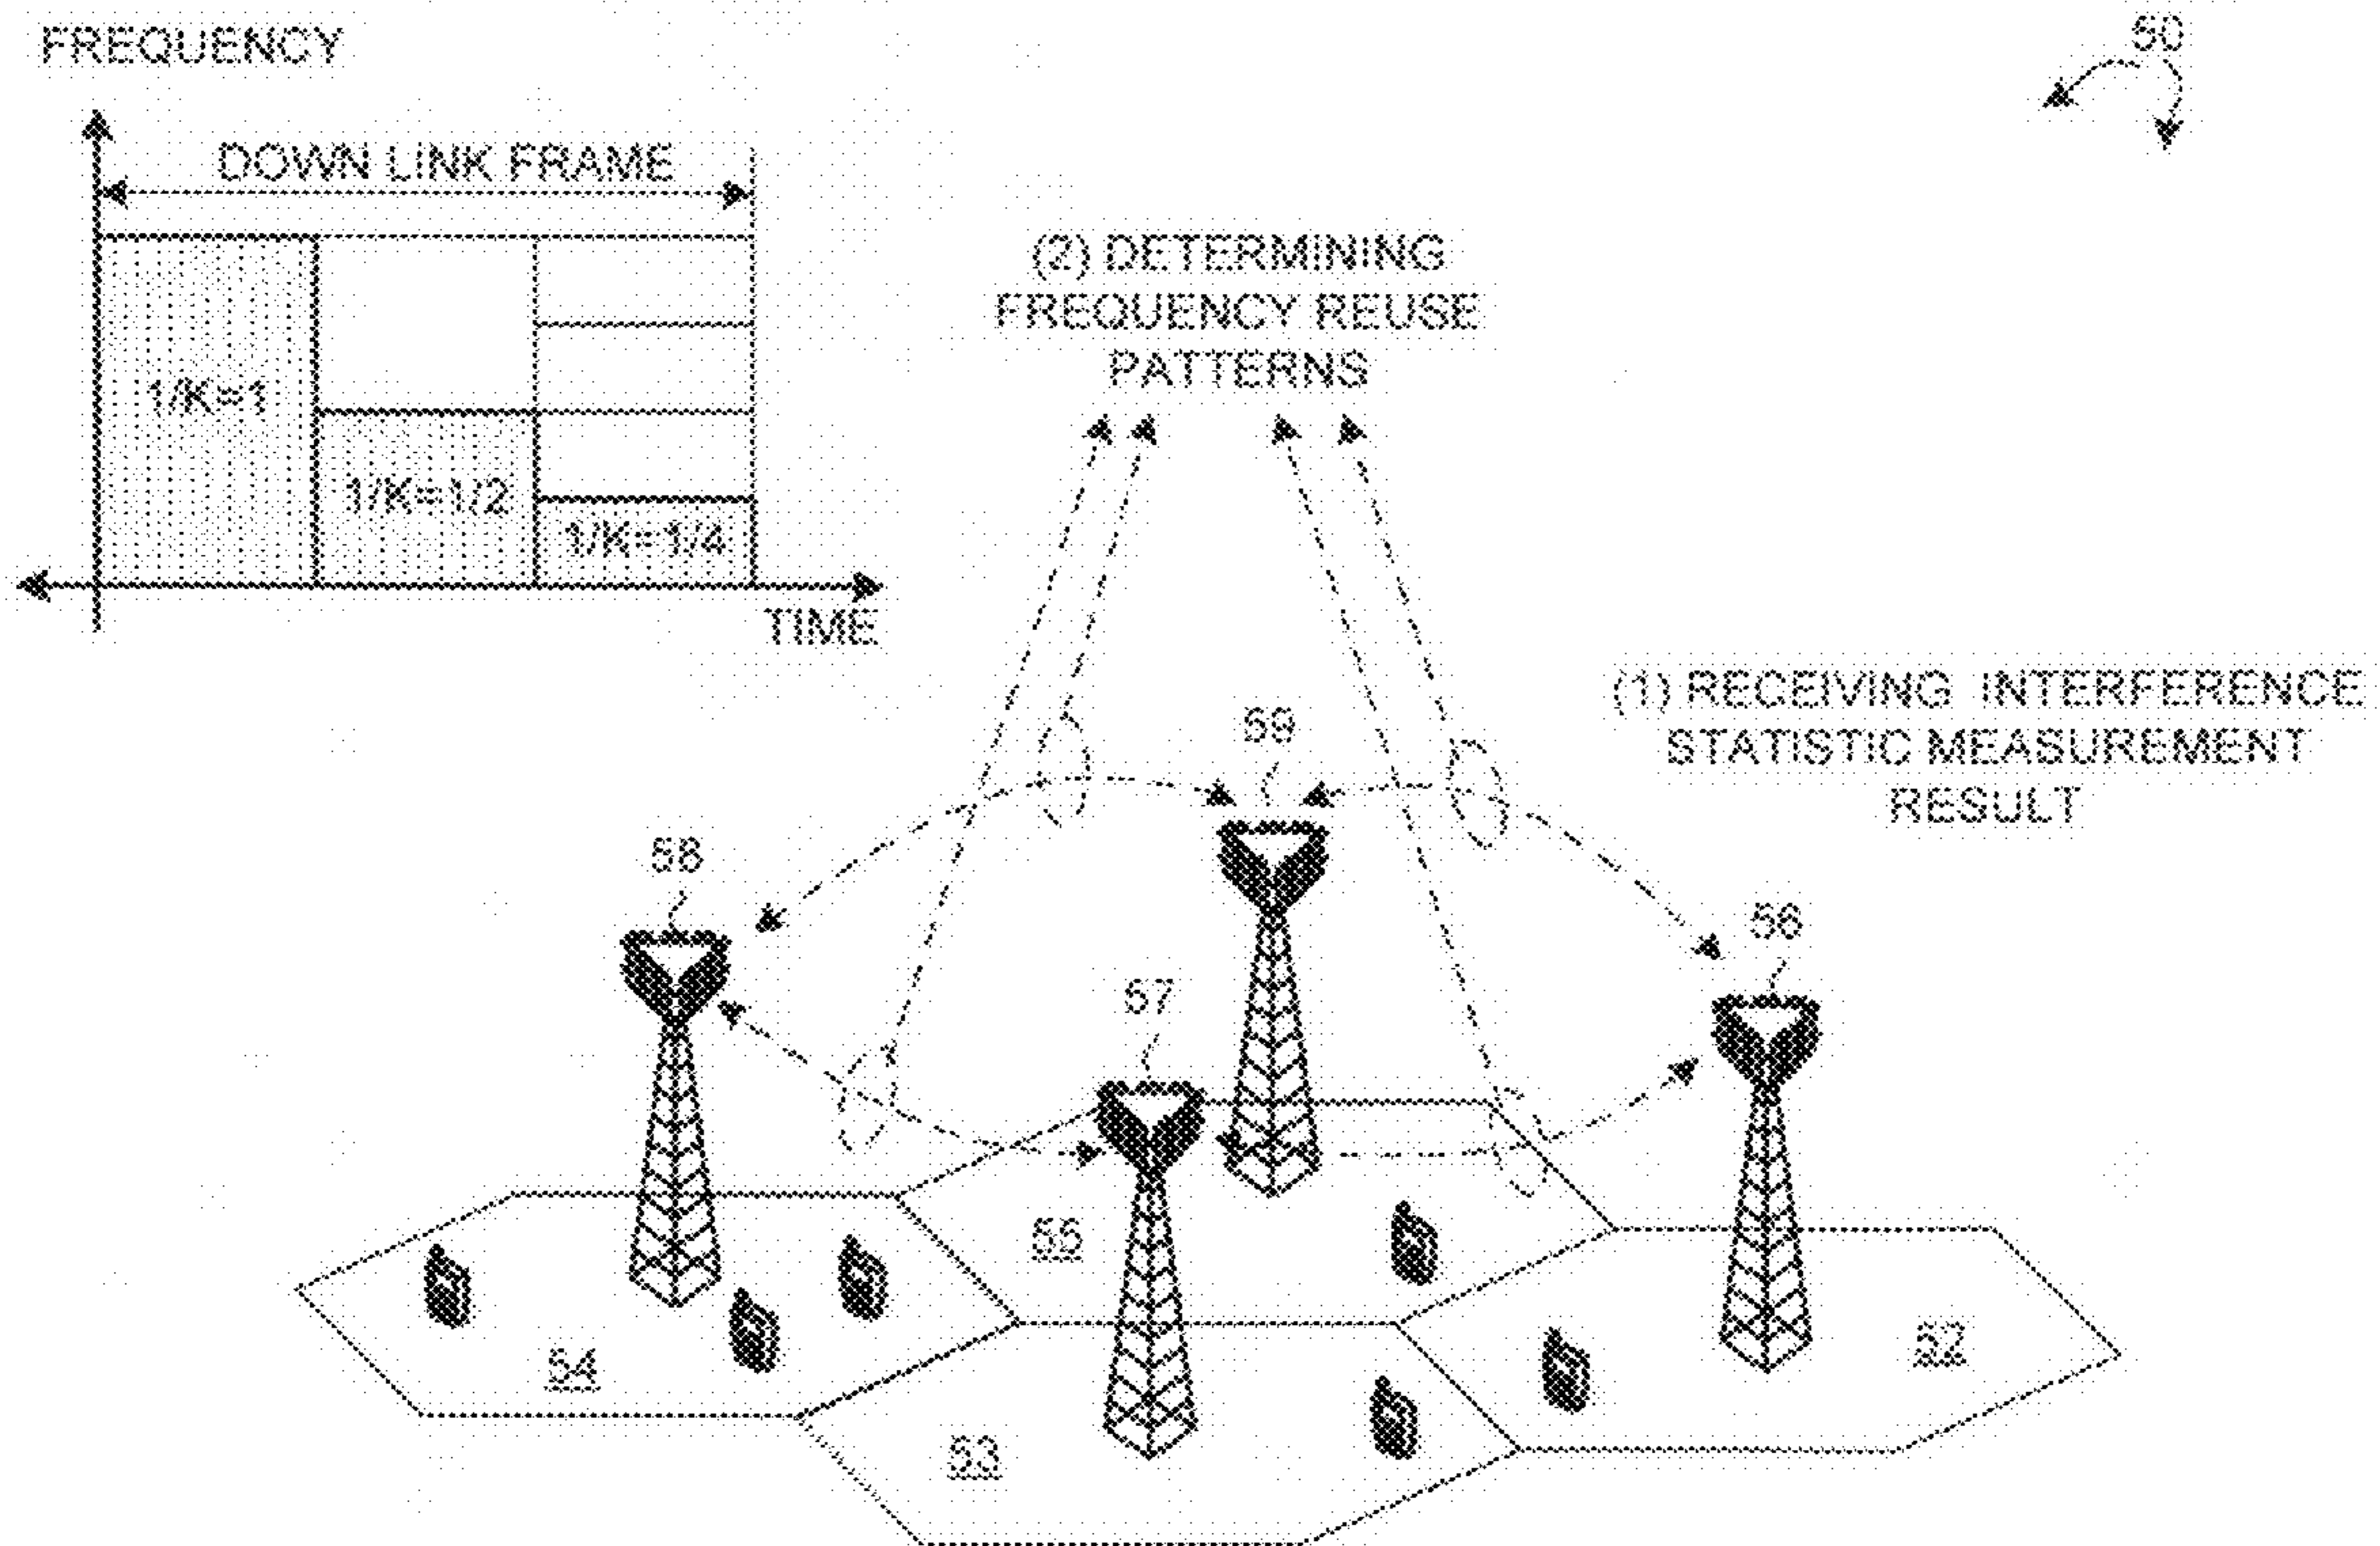 FREQUENCY
50
DOWN LINK FRAME
(2) DETERMINING
FREQUENCY REUSE
PATTERNS
1/K=1
1/K=1/2
1/K=1/4
TIME
(1) RECEIVING INTERFERENCE
STATISTIC MEASUREMENT
RESULT
59
58
56
57
55
54
52
53